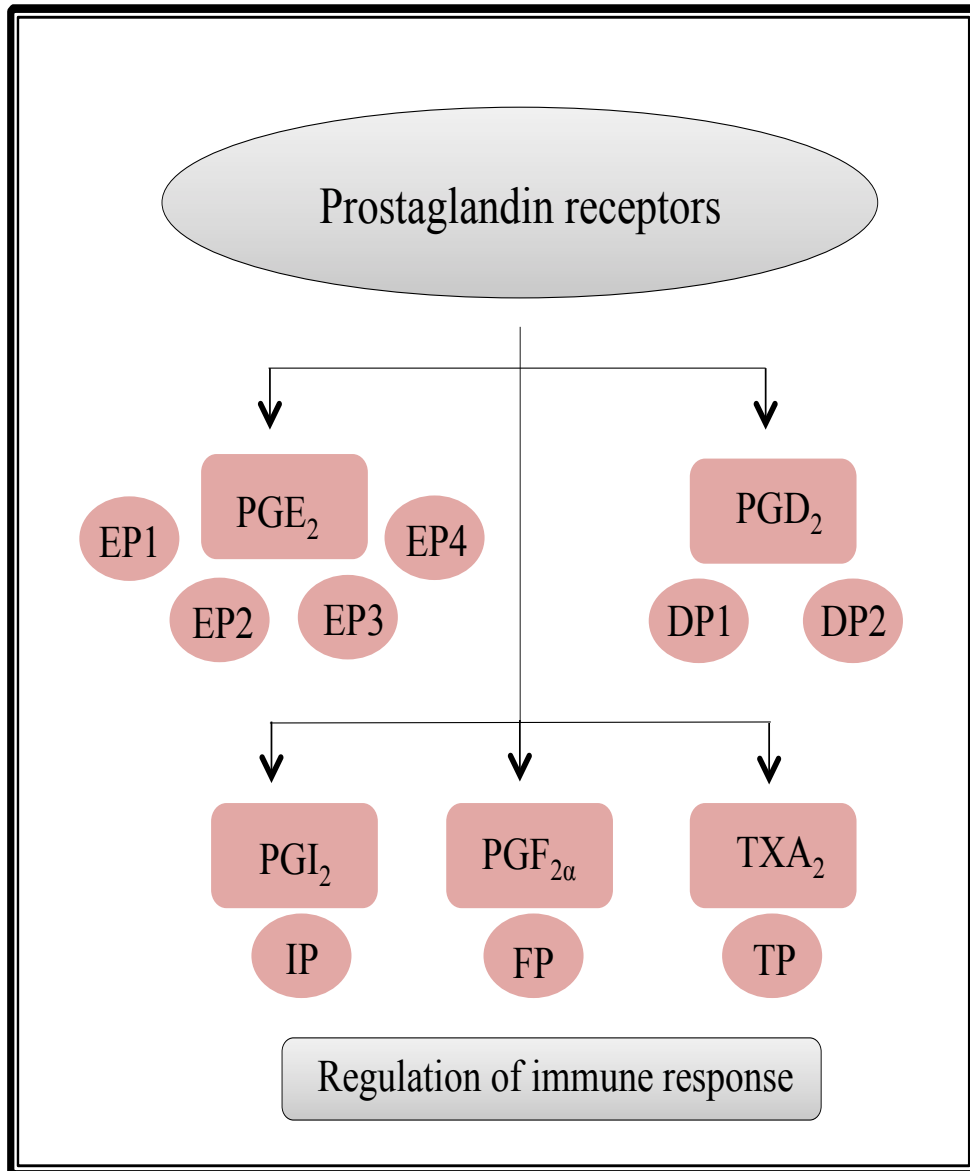 Prostaglandin receptors
PGE₂
EP1
EP2
EP3
EP4
PGD₂
DP1
DP2
PGI₂
IP
PGF₂α
FP
TXA₂
TP
Regulation of immune response